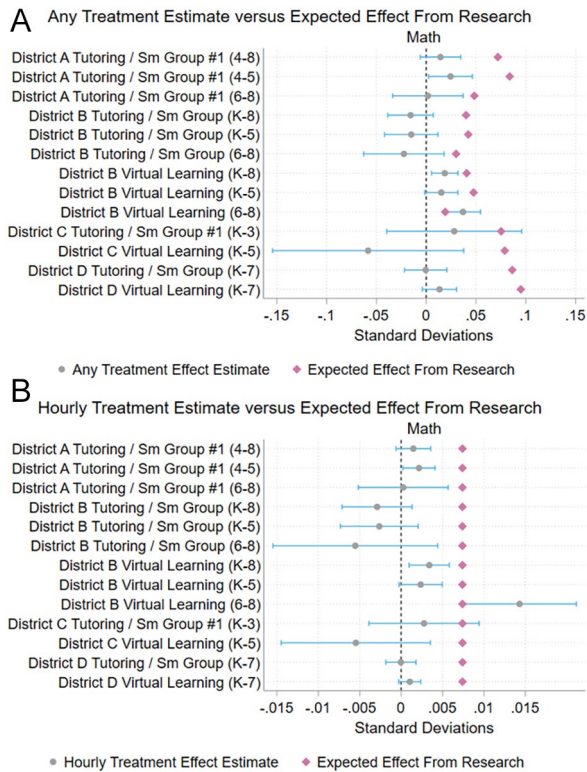 A
Any Treatment Estimate versus Expected Effect From Research
Math
District A Tutoring / Sm Group #1 (4-8)
District A Tutoring / Sm Group #1 (4-5)
District A Tutoring / Sm Group #1 (6-8)
District B Tutoring / Sm Group (K-8)
District B Tutoring / Sm Group (K-5)
District B Tutoring / Sm Group (6-8)
District B Virtual Learning (K-8)
District B Virtual Learning (K-5)
District B Virtual Learning (6-8)
District C Tutoring / Sm Group #1 (K-3)
District C Virtual Learning (K-5)
District D Tutoring / Sm Group (K-7)
District D Virtual Learning (K-7)
-.15 -.1 -.05 0 .05 .1 .15
Standard Deviations
Any Treatment Effect Estimate Expected Effect From Research
B
Hourly Treatment Estimate versus Expected Effect From Research
Math
District A Tutoring / Sm Group #1 (4-8)
District A Tutoring / Sm Group #1 (4-5)
District A Tutoring / Sm Group #1 (6-8)
District B Tutoring / Sm Group (K-8)
District B Tutoring / Sm Group (K-5)
District B Tutoring / Sm Group (6-8)
District B Virtual Learning (K-8)
District B Virtual Learning (K-5)
District B Virtual Learning (6-8)
District C Tutoring / Sm Group #1 (K-3)
District C Virtual Learning (K-5)
District D Tutoring / Sm Group (K-7)
District D Virtual Learning (K-7)
-.015 -.01 -.005 0 .005 .01 .015
Standard Deviations
Hourly Treatment Effect Estimate Expected Effect From Research